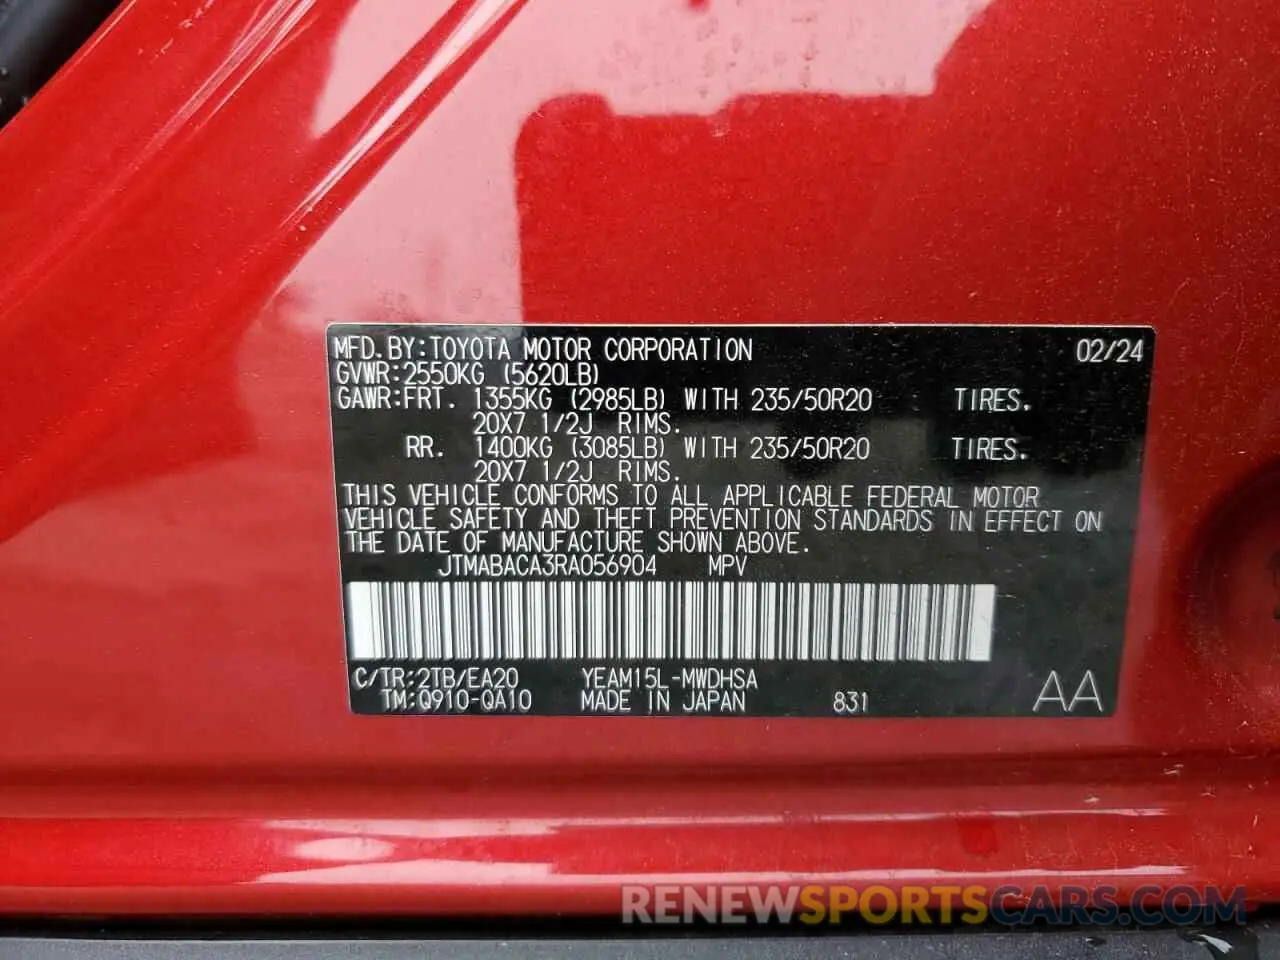 MFD. BY: TOYOTA MOTOR CORPORATION 02/24
GVWR: 2550KG (5620LB)
GAWR: FRT. 1355KG (2985LB) WITH 235/50R20 TIRES.
20X7 1/2J RIMS.
RR. 1400KG (3085LB) WITH 235/50R20 TIRES.
20X7 1/2J RIMS.
THIS VEHICLE CONFORMS TO ALL APPLICABLE FEDERAL MOTOR
VEHICLE SAFETY AND THEFT PREVENTION STANDARDS IN EFFECT ON
THE DATE OF MANUFACTURE SHOWN ABOVE.
JTMABACA3RA056904 MPV
C/TR: 2TB/EA20 YEAM15L-MWDHSA
TM: Q910-QA10 MADE IN JAPAN 831 AA
RENEWSPORTSCARS.COM